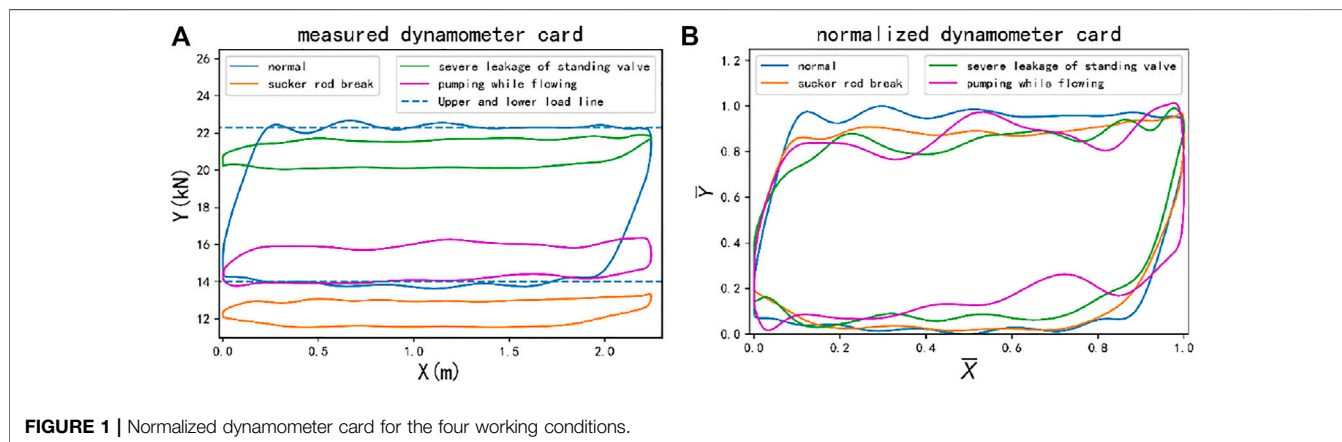 A measured dynamometer card
normal
sucker rod break
severe leakage of standing valve
pumping while flowing
Upper and lower load line
26
24
22
20
18
16
14
12
Y (kN)
0.0 0.5 1.0 1.5 2.0
X (m)
B normalized dynamometer card
normal
sucker rod break
severe leakage of standing valve
pumping while flowing
1.2
1.0
0.8
0.6
0.4
0.2
0.0
Y̅
0.0 0.2 0.4 0.6 0.8 1.0
X̅
FIGURE 1 | Normalized dynamometer card for the four working conditions.